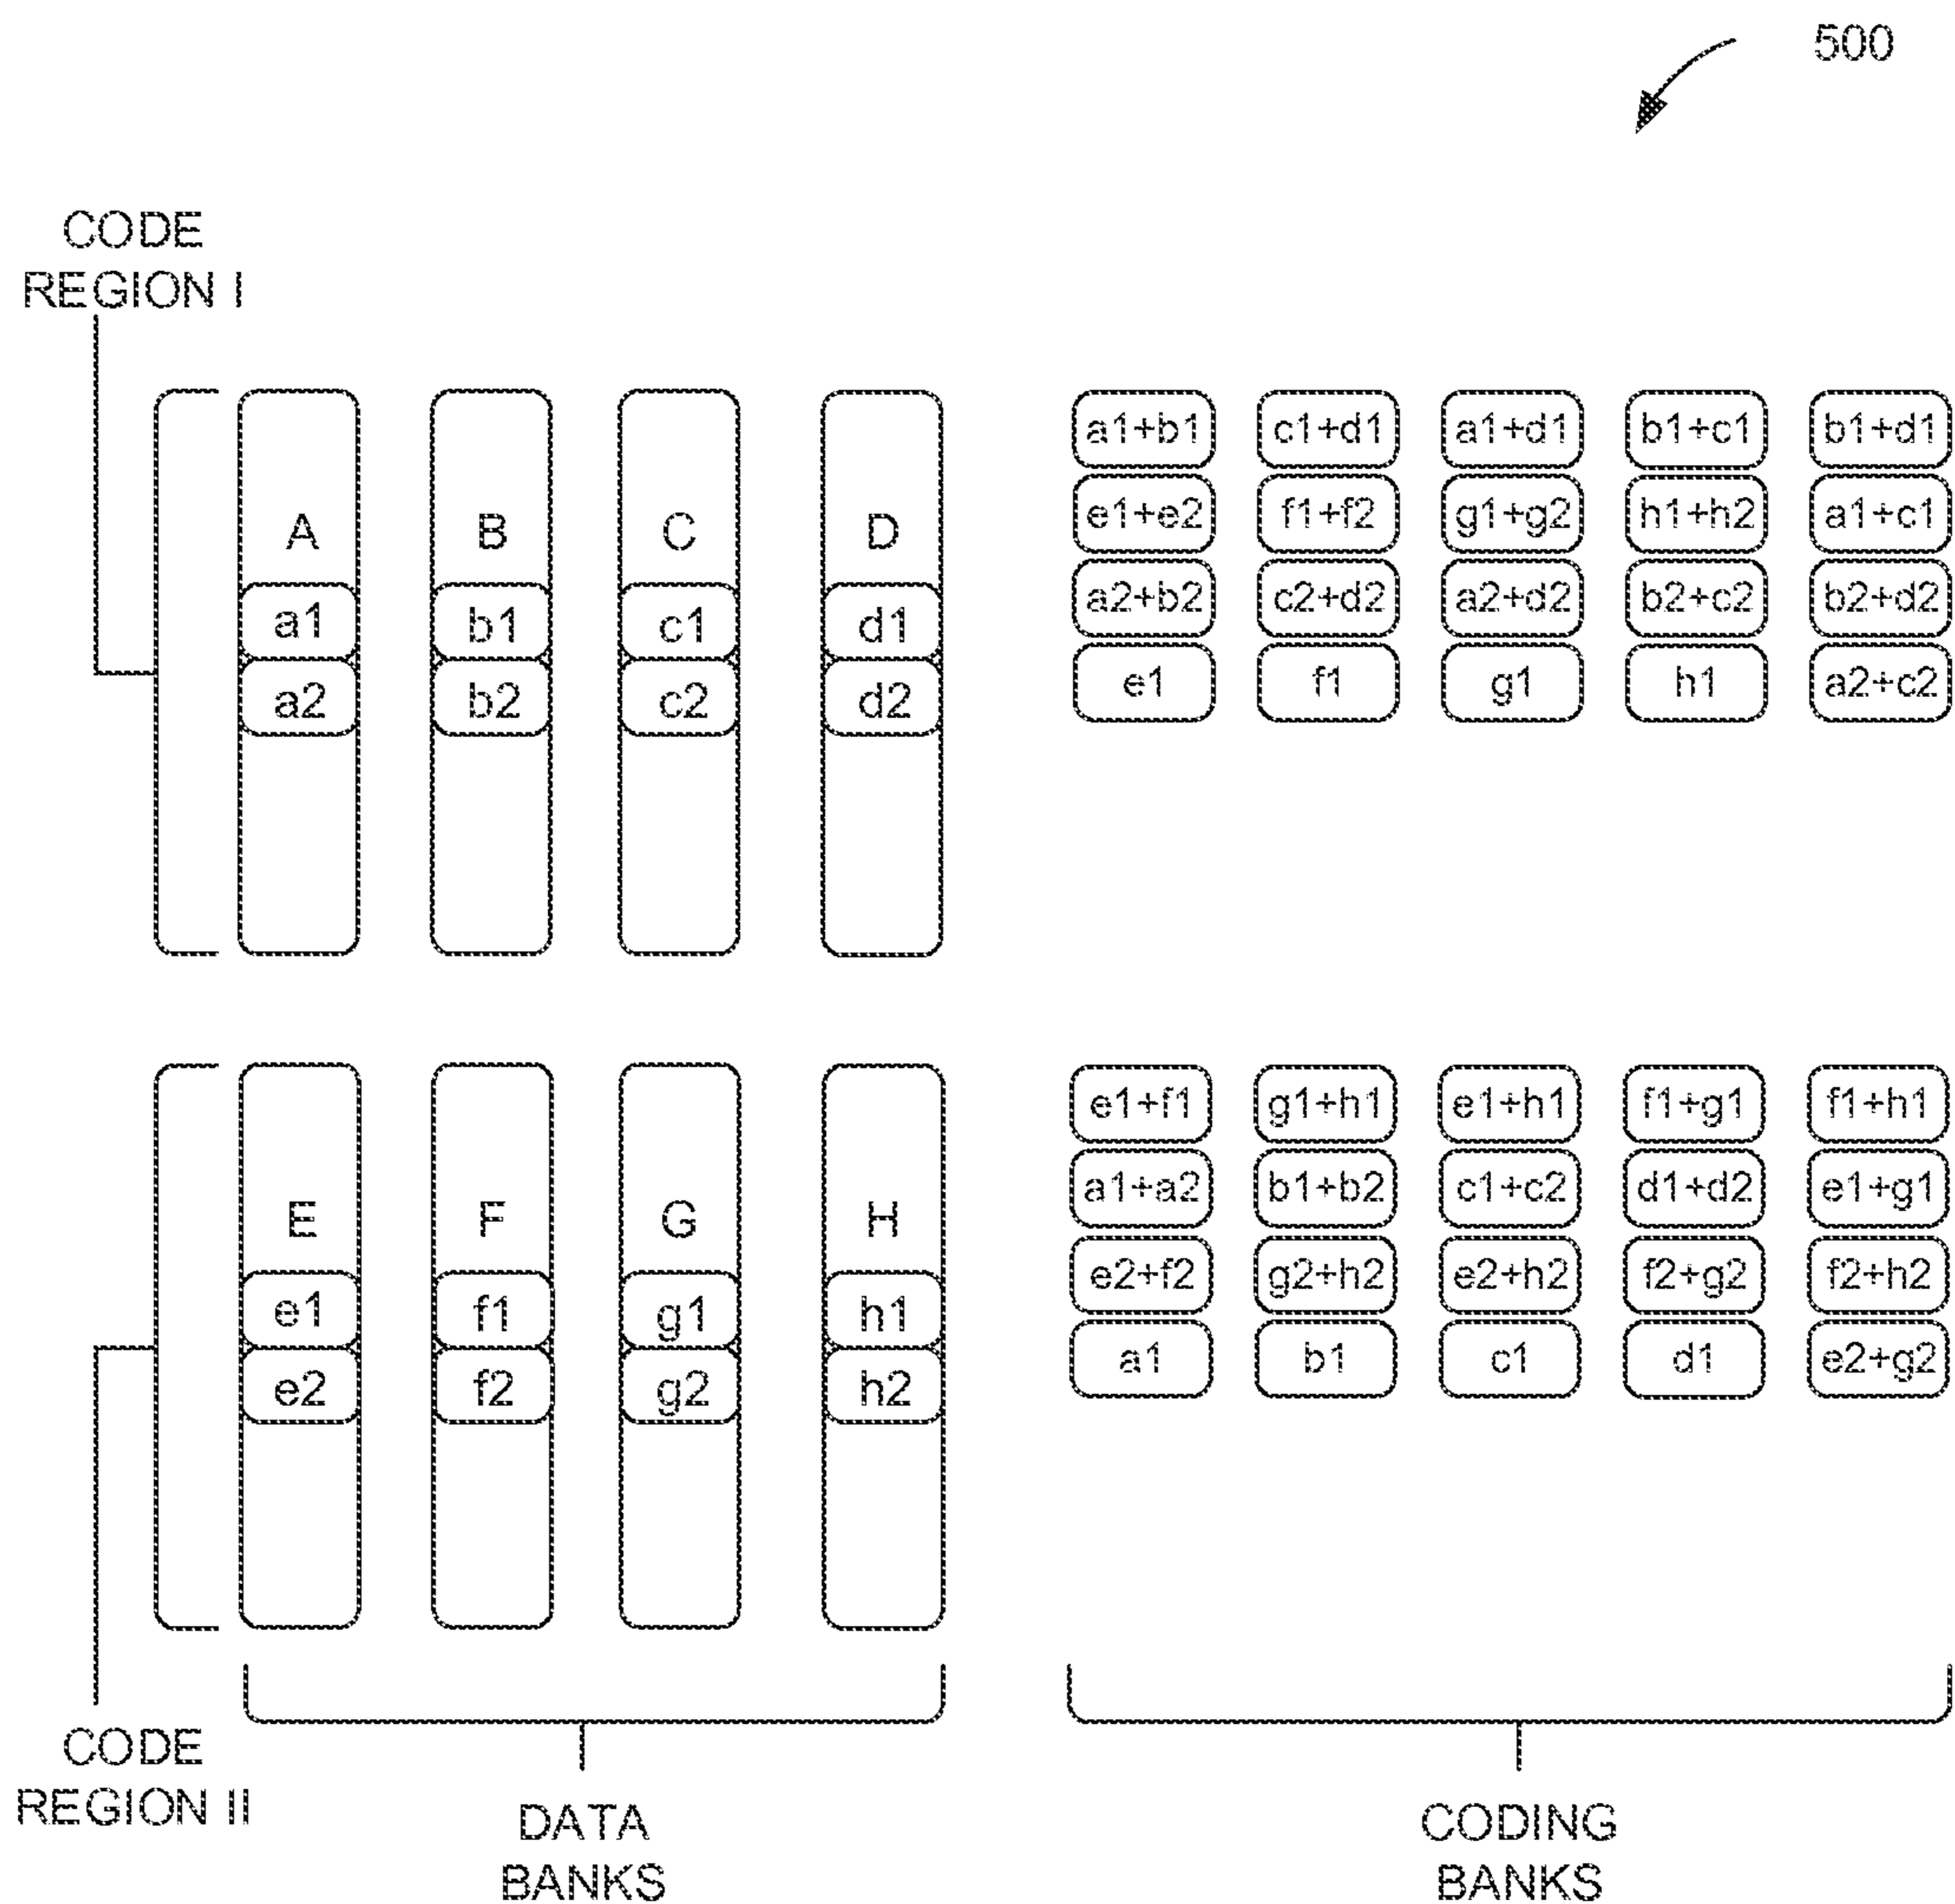 500
CODE
REGION I
A B C D
a1 b1 c1 d1
a2 b2 c2 d2
a1+b1 c1+d1 a1+d1 b1+c1 b1+d1
e1+e2 f1+f2 g1+g2 h1+h2 a1+c1
a2+b2 c2+d2 a2+d2 b2+c2 b2+d2
e1 f1 g1 h1 a2+c2
E F G H
e1 f1 g1 h1
e2 f2 g2 h2
e1+f1 g1+h1 e1+h1 f1+g1 f1+h1
a1+a2 b1+b2 c1+c2 d1+d2 e1+g1
e2+f2 g2+h2 e2+h2 f2+g2 f2+h2
a1 b1 c1 d1 e2+g2
CODE
REGION II
DATA
BANKS
CODING
BANKS